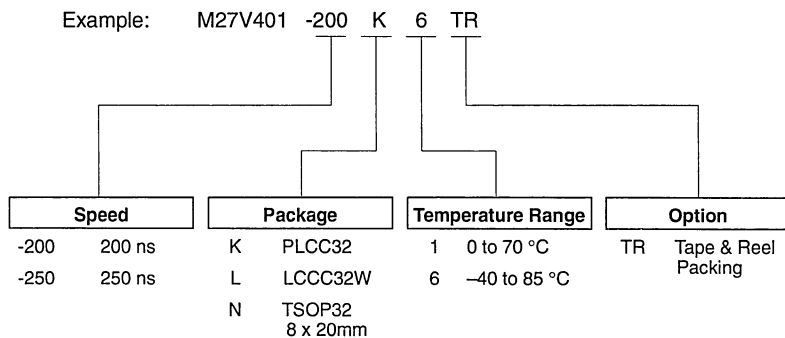 Example: M27V401 -200 K 6 TR
Speed
-200 200 ns
-250 250 ns
Package
K PLCC32
L LCCC32W
N TSOP32
8 x 20mm
Temperature Range
1 0 to 70 °C
6 –40 to 85 °C
Option
TR Tape & Reel
Packing